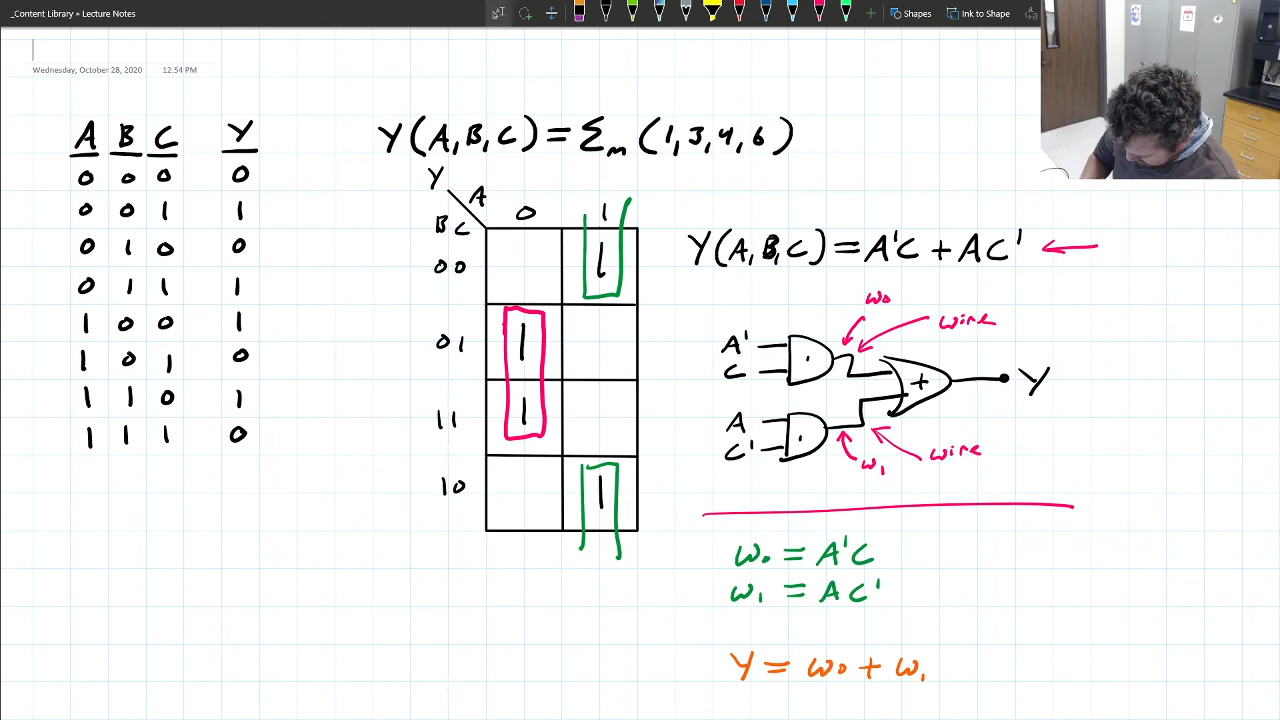 _Content Library » Lecture Notes
Shapes
Ink to Shape
Wednesday, October 28, 2020 12:54 PM
A B C Y
0 0 0 0
0 0 1 1
0 1 0 0
0 1 1 1
1 0 0 1
1 0 1 0
1 1 0 1
1 1 1 0
Y(A,B,C) = Σm (1,3,4,6)
Y
A
BC
0 1
00 1
01 1
11 1
10 1
Y(A,B,C) = A'C + AC'
w0
wire
A'
C
.
+
Y
A
C'
.
w1
wire
w0 = A'C
w1 = AC'
Y = w0 + w1